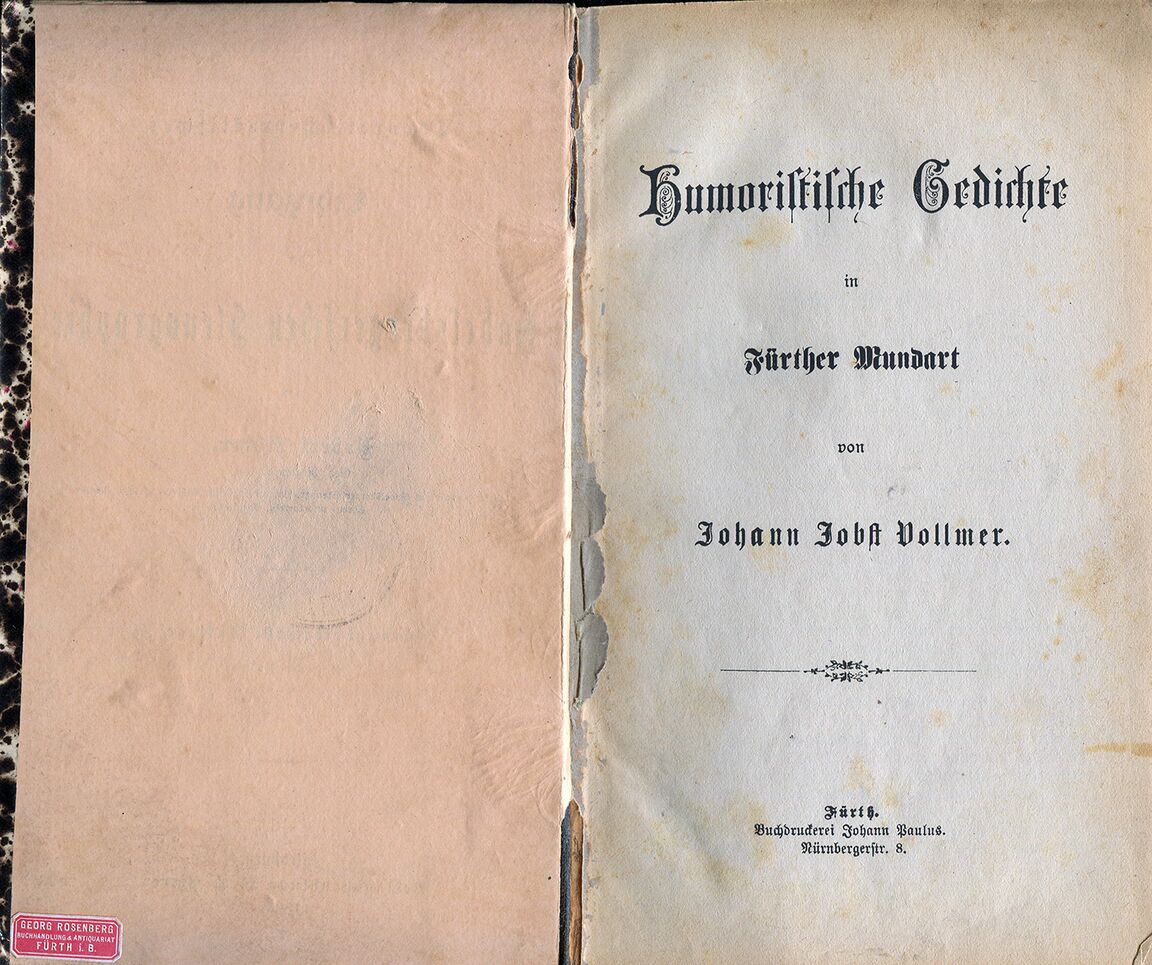 GEORG ROSENBERG
BUCHHANDLUNG & ANTIQUARIAT
FÜRTH i. B.
Humoristische Gedichte
in
Fürther Mundart
von
Johann Jobst Vollmer.
Fürth.
Buchdruckerei Johann Paulus.
Nürnbergerstr. 8.